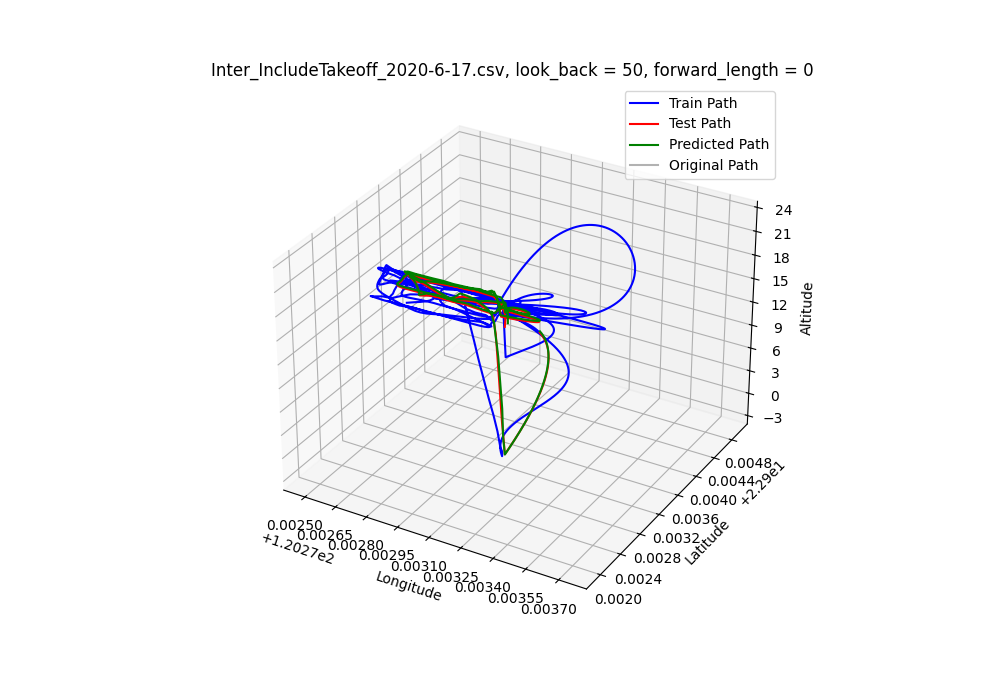 Inter_IncludeTakeoff_2020-6-17.csv, look_back = 50, forward_length = 0
Train Path
Test Path
Predicted Path
Original Path
24
21
18
15
12
9
6
3
0
−3
Altitude
0.0048
0.0044
0.0040
0.0036
0.0032
0.0028
0.0024
0.0020
+2.29e1
Latitude
0.00250
0.00265
0.00280
0.00295
0.00310
0.00325
0.00340
0.00355
0.00370
+1.2027e2
Longitude